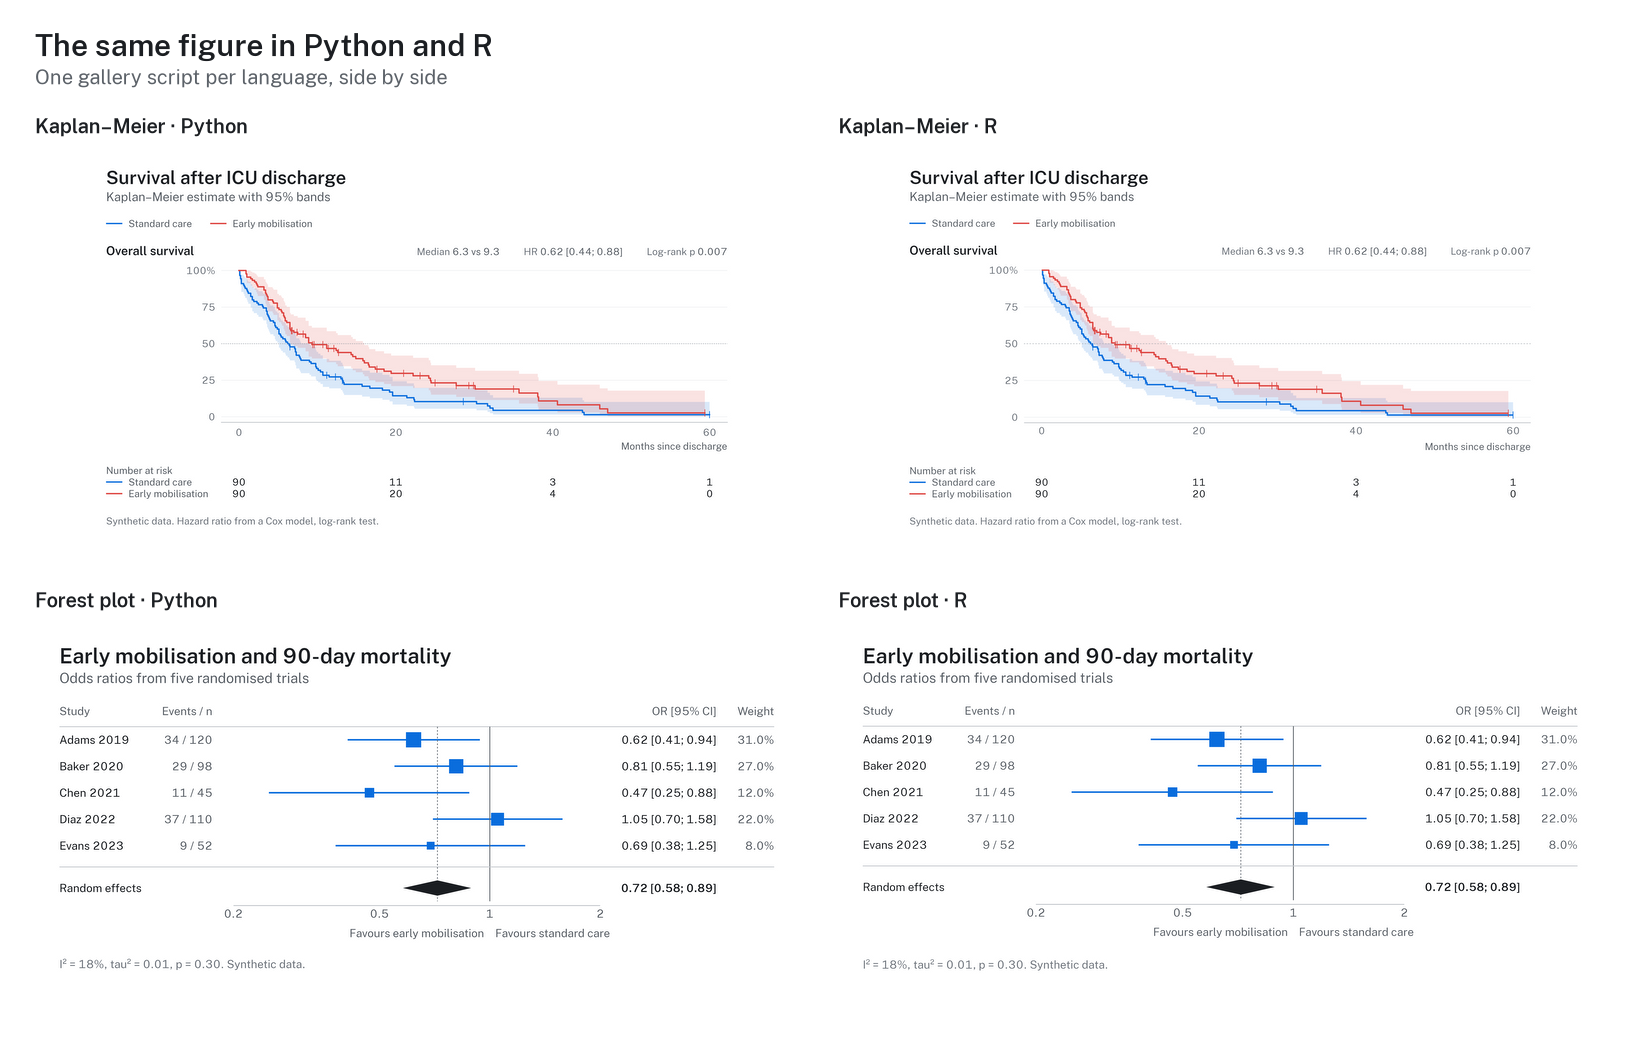 The same figure in Python and R
One gallery script per language, side by side
Kaplan–Meier · Python
Survival after ICU discharge
Kaplan–Meier estimate with 95% bands
Standard care Early mobilisation
Overall survival Median 6.3 vs 9.3 HR 0.62 [0.44; 0.88] Log-rank p 0.007
100%
75
50
25
0
0 20 40 60
Months since discharge
Number at risk
Standard care 90 11 3 1
Early mobilisation 90 20 4 0
Synthetic data. Hazard ratio from a Cox model, log-rank test.
Kaplan–Meier · R
Survival after ICU discharge
Kaplan–Meier estimate with 95% bands
Standard care Early mobilisation
Overall survival Median 6.3 vs 9.3 HR 0.62 [0.44; 0.88] Log-rank p 0.007
100%
75
50
25
0
0 20 40 60
Months since discharge
Number at risk
Standard care 90 11 3 1
Early mobilisation 90 20 4 0
Synthetic data. Hazard ratio from a Cox model, log-rank test.
Forest plot · Python
Early mobilisation and 90-day mortality
Odds ratios from five randomised trials
Study Events / n OR [95% CI] Weight
Adams 2019 34 / 120 0.62 [0.41; 0.94] 31.0%
Baker 2020 29 / 98 0.81 [0.55; 1.19] 27.0%
Chen 2021 11 / 45 0.47 [0.25; 0.88] 12.0%
Diaz 2022 37 / 110 1.05 [0.70; 1.58] 22.0%
Evans 2023 9 / 52 0.69 [0.38; 1.25] 8.0%
Random effects 0.72 [0.58; 0.89]
0.2 0.5 1 2
Favours early mobilisation Favours standard care
I² = 18%, tau² = 0.01, p = 0.30. Synthetic data.
Forest plot · R
Early mobilisation and 90-day mortality
Odds ratios from five randomised trials
Study Events / n OR [95% CI] Weight
Adams 2019 34 / 120 0.62 [0.41; 0.94] 31.0%
Baker 2020 29 / 98 0.81 [0.55; 1.19] 27.0%
Chen 2021 11 / 45 0.47 [0.25; 0.88] 12.0%
Diaz 2022 37 / 110 1.05 [0.70; 1.58] 22.0%
Evans 2023 9 / 52 0.69 [0.38; 1.25] 8.0%
Random effects 0.72 [0.58; 0.89]
0.2 0.5 1 2
Favours early mobilisation Favours standard care
I² = 18%, tau² = 0.01, p = 0.30. Synthetic data.